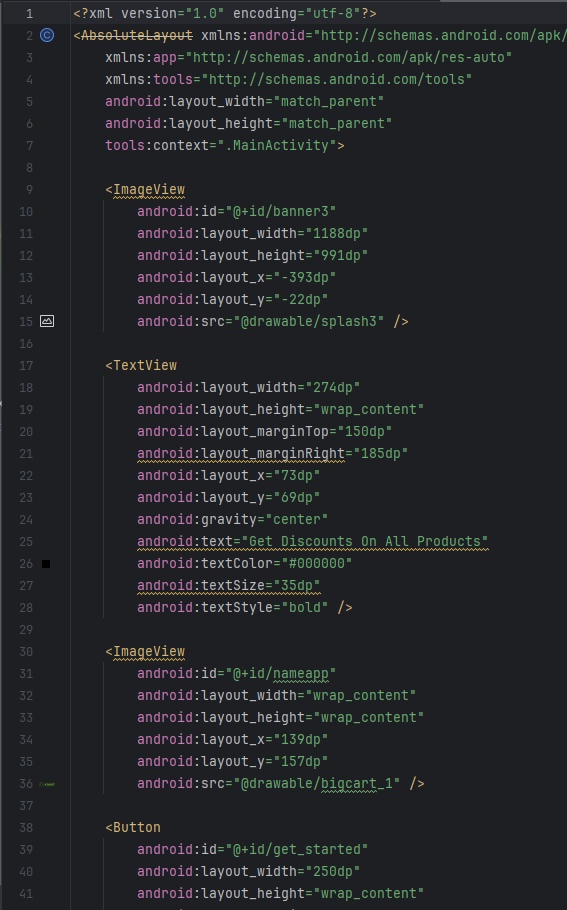 1 <?xml version="1.0" encoding="utf-8"?>
2 <AbsoluteLayout xmlns:android="http://schemas.android.com/apk/
3 xmlns:app="http://schemas.android.com/apk/res-auto"
4 xmlns:tools="http://schemas.android.com/tools"
5 android:layout_width="match_parent"
6 android:layout_height="match_parent"
7 tools:context=".MainActivity">
8
9 <ImageView
10 android:id="@+id/banner3"
11 android:layout_width="1188dp"
12 android:layout_height="991dp"
13 android:layout_x="-393dp"
14 android:layout_y="-22dp"
15 android:src="@drawable/splash3" />
16
17 <TextView
18 android:layout_width="274dp"
19 android:layout_height="wrap_content"
20 android:layout_marginTop="150dp"
21 android:layout_marginRight="185dp"
22 android:layout_x="73dp"
23 android:layout_y="69dp"
24 android:gravity="center"
25 android:text="Get Discounts On All Products"
26 android:textColor="#000000"
27 android:textSize="35dp"
28 android:textStyle="bold" />
29
30 <ImageView
31 android:id="@+id/nameapp"
32 android:layout_width="wrap_content"
33 android:layout_height="wrap_content"
34 android:layout_x="139dp"
35 android:layout_y="157dp"
36 android:src="@drawable/bigcart_1" />
37
38 <Button
39 android:id="@+id/get_started"
40 android:layout_width="250dp"
41 android:layout_height="wrap_content"